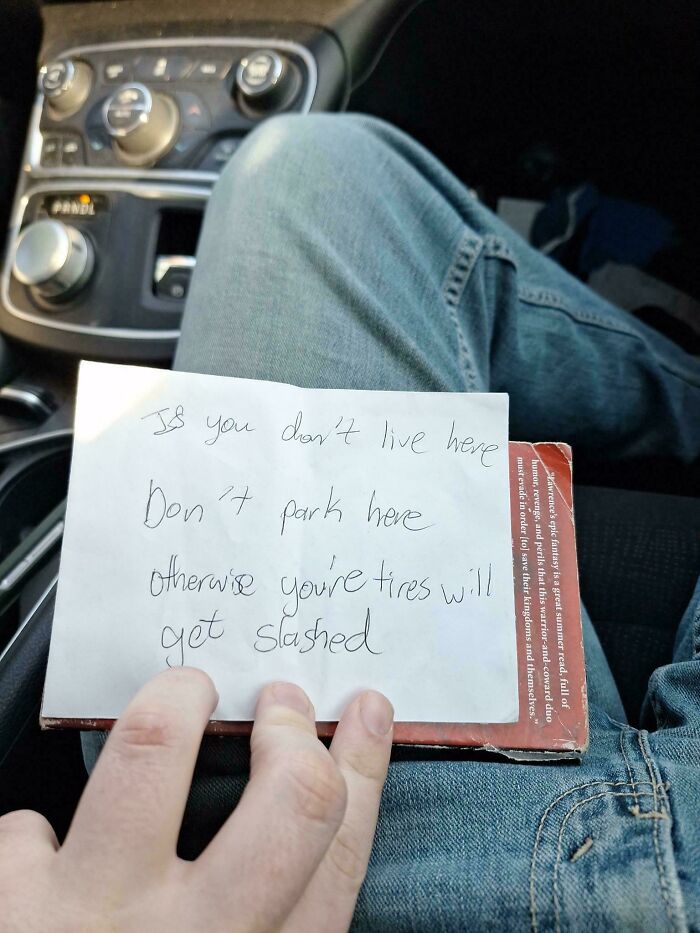 If you don't live here
Don't park here
otherwise you're tires will
get slashed
"Lawrence's epic fantasy is a great summer read, full of
humor, revenge, and perils that this warrior-and-coward duo
must evade in order [to] save their kingdoms and themselves."
PRNDL